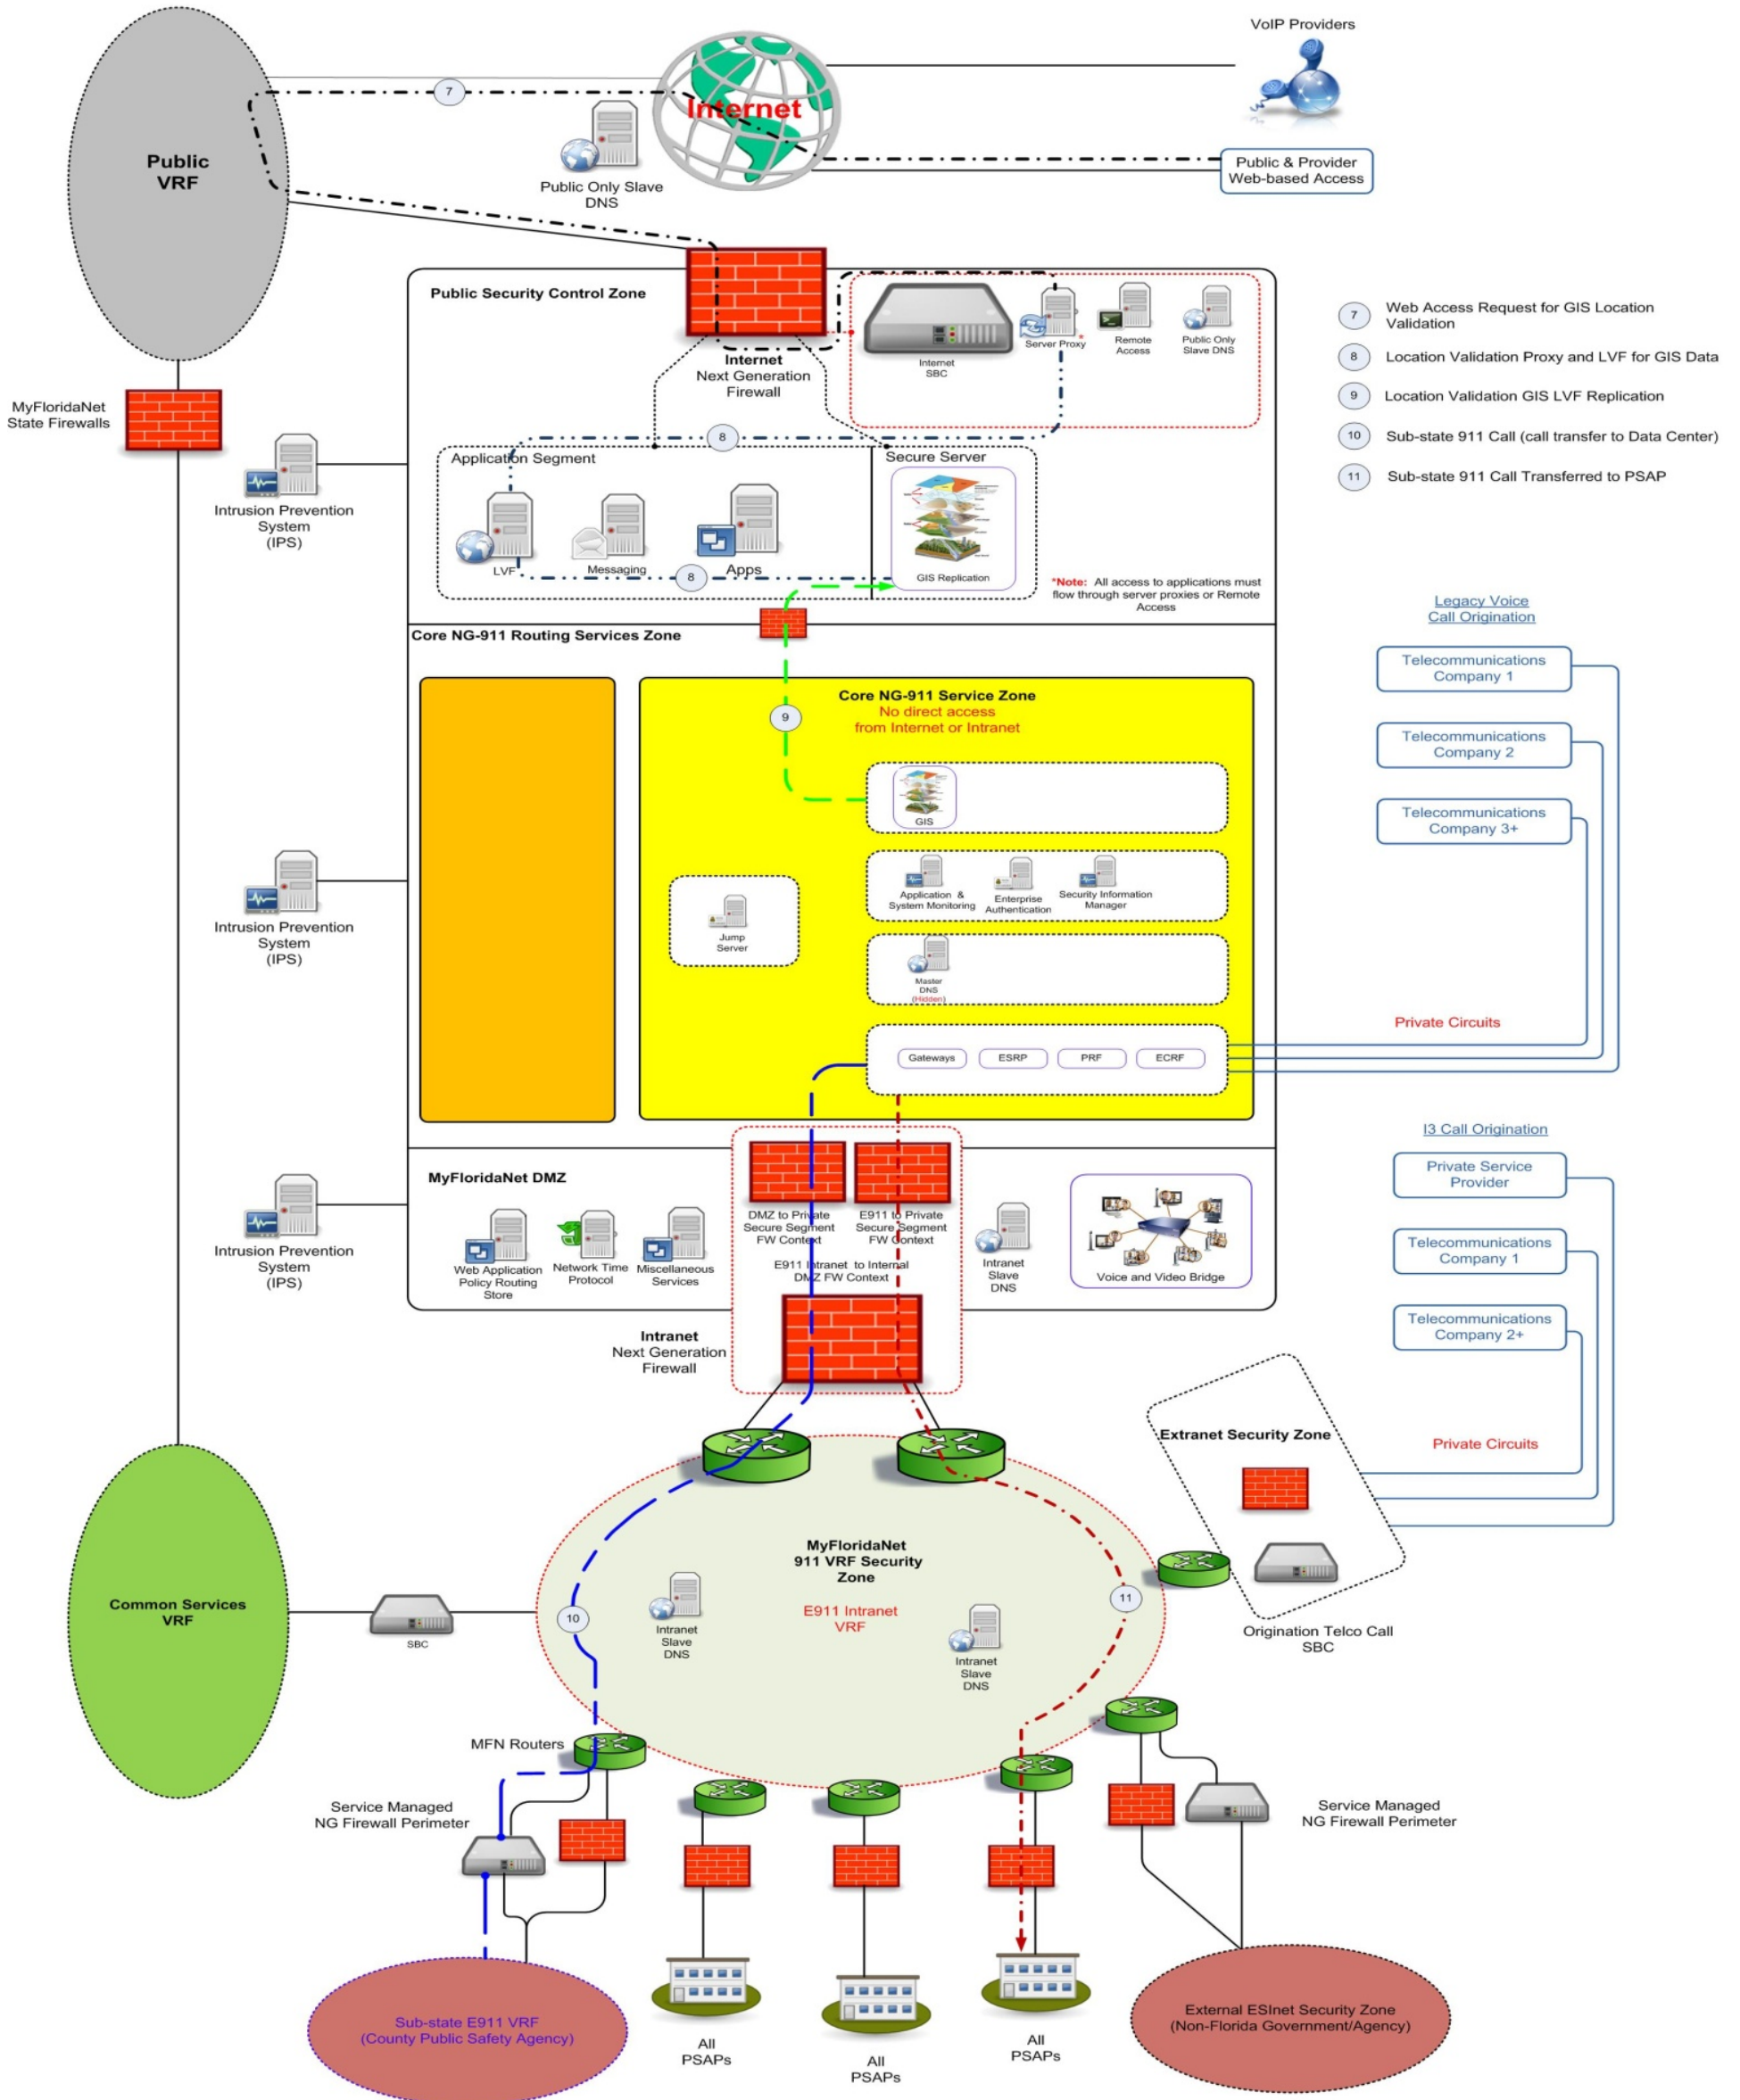 VoIP Providers
7
Internet
Public
VRF
Public Only Slave
DNS
Public & Provider
Web-based Access
Public Security Control Zone
Internet
Next Generation
Firewall
Internet
SBC
Server Proxy
*
Remote
Access
Public Only
Slave DNS
7
Web Access Request for GIS Location
Validation
8
Location Validation Proxy and LVF for GIS Data
9
Location Validation GIS LVF Replication
10
Sub-state 911 Call (call transfer to Data Center)
11
Sub-state 911 Call Transferred to PSAP
MyFloridaNet
State Firewalls
Intrusion Prevention
System
(IPS)
8
Application Segment
Secure Server
LVF
Messaging
Apps
8
GIS Replication
*Note: All access to applications must
flow through server proxies or Remote
Access
Legacy Voice
Call Origination
Telecommunications
Company 1
Telecommunications
Company 2
Telecommunications
Company 3+
Private Circuits
Core NG-911 Routing Services Zone
Core NG-911 Service Zone
No direct access
from Internet or Intranet
9
GIS
Intrusion Prevention
System
(IPS)
Jump
Server
Application &
System Monitoring
Enterprise
Authentication
Security Information
Manager
Master
DNS
(Hidden)
Gateways
ESRP
PRF
ECRF
I3 Call Origination
Private Service
Provider
Telecommunications
Company 1
Telecommunications
Company 2+
Private Circuits
Intrusion Prevention
System
(IPS)
MyFloridaNet DMZ
Web Application
Policy Routing
Store
Network Time
Protocol
Miscellaneous
Services
DMZ to Private
Secure Segment
FW Context
E911 to Private
Secure Segment
FW Context
E911 Intranet to Internal
DMZ FW Context
Intranet
Slave
DNS
Voice and Video Bridge
Intranet
Next Generation
Firewall
Extranet Security Zone
Origination Telco Call
SBC
MyFloridaNet
911 VRF Security
Zone
E911 Intranet
VRF
10
11
Intranet
Slave
DNS
Intranet
Slave
DNS
Common Services
VRF
SBC
MFN Routers
Service Managed
NG Firewall Perimeter
Service Managed
NG Firewall Perimeter
Sub-state E911 VRF
(County Public Safety Agency)
All
PSAPs
All
PSAPs
All
PSAPs
External ESInet Security Zone
(Non-Florida Government/Agency)